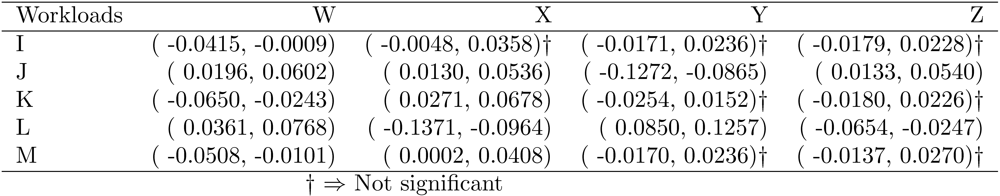 Workloads W X Y Z
I ( -0.0415, -0.0009) ( -0.0048, 0.0358)† ( -0.0171, 0.0236)† ( -0.0179, 0.0228)†
J ( 0.0196, 0.0602) ( 0.0130, 0.0536) ( -0.1272, -0.0865) ( 0.0133, 0.0540)
K ( -0.0650, -0.0243) ( 0.0271, 0.0678) ( -0.0254, 0.0152)† ( -0.0180, 0.0226)†
L ( 0.0361, 0.0768) ( -0.1371, -0.0964) ( 0.0850, 0.1257) ( -0.0654, -0.0247)
M ( -0.0508, -0.0101) ( 0.0002, 0.0408) ( -0.0170, 0.0236)† ( -0.0137, 0.0270)†
† ⇒ Not significant